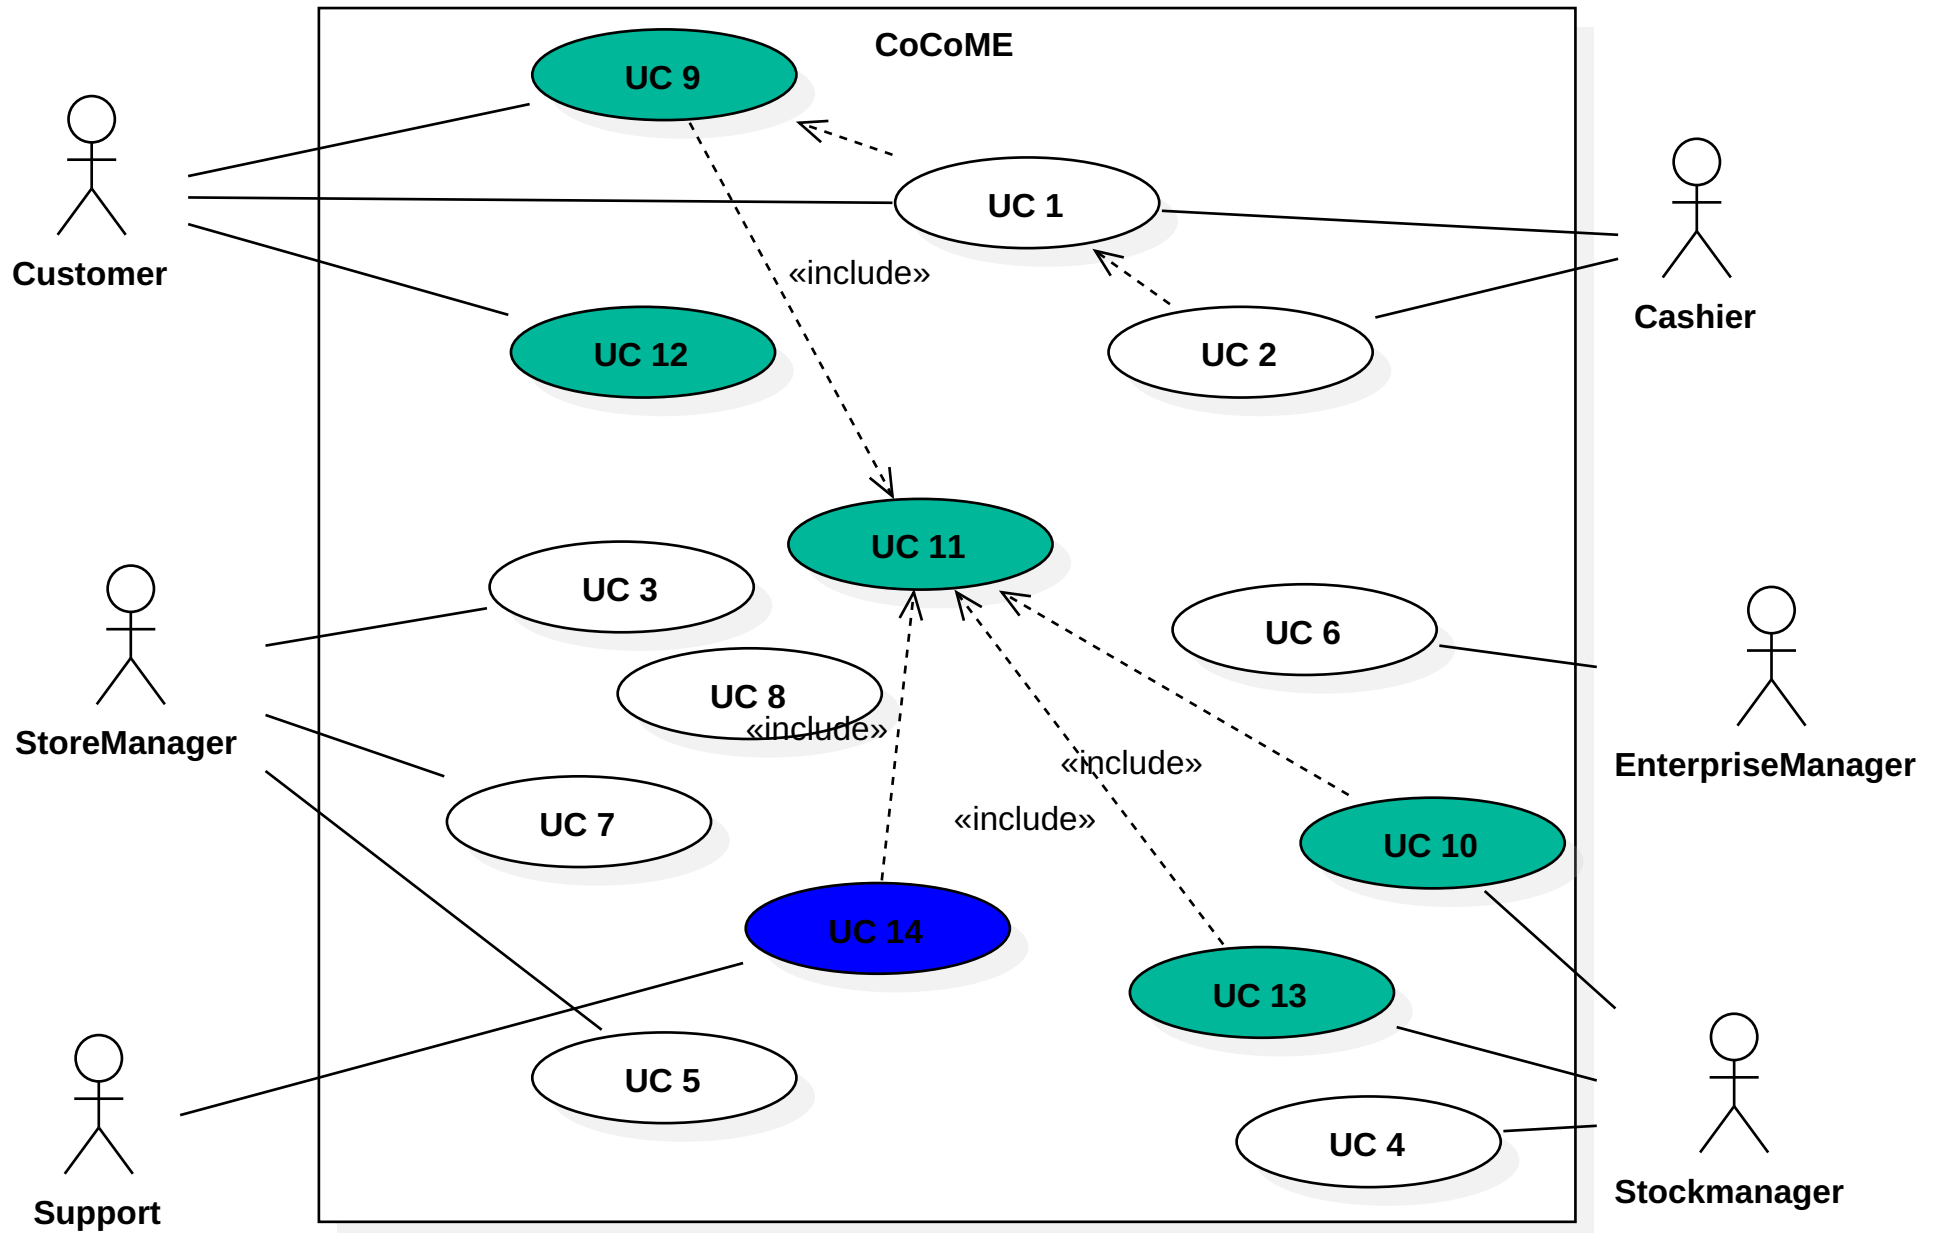 CoCoME
UC 9
UC 1
Customer
«include»
Cashier
UC 12
UC 2
UC 11
UC 3
UC 6
UC 8
«include»
StoreManager
«include»
EnterpriseManager
«include»
UC 7
UC 10
UC 14
UC 13
UC 5
UC 4
Stockmanager
Support